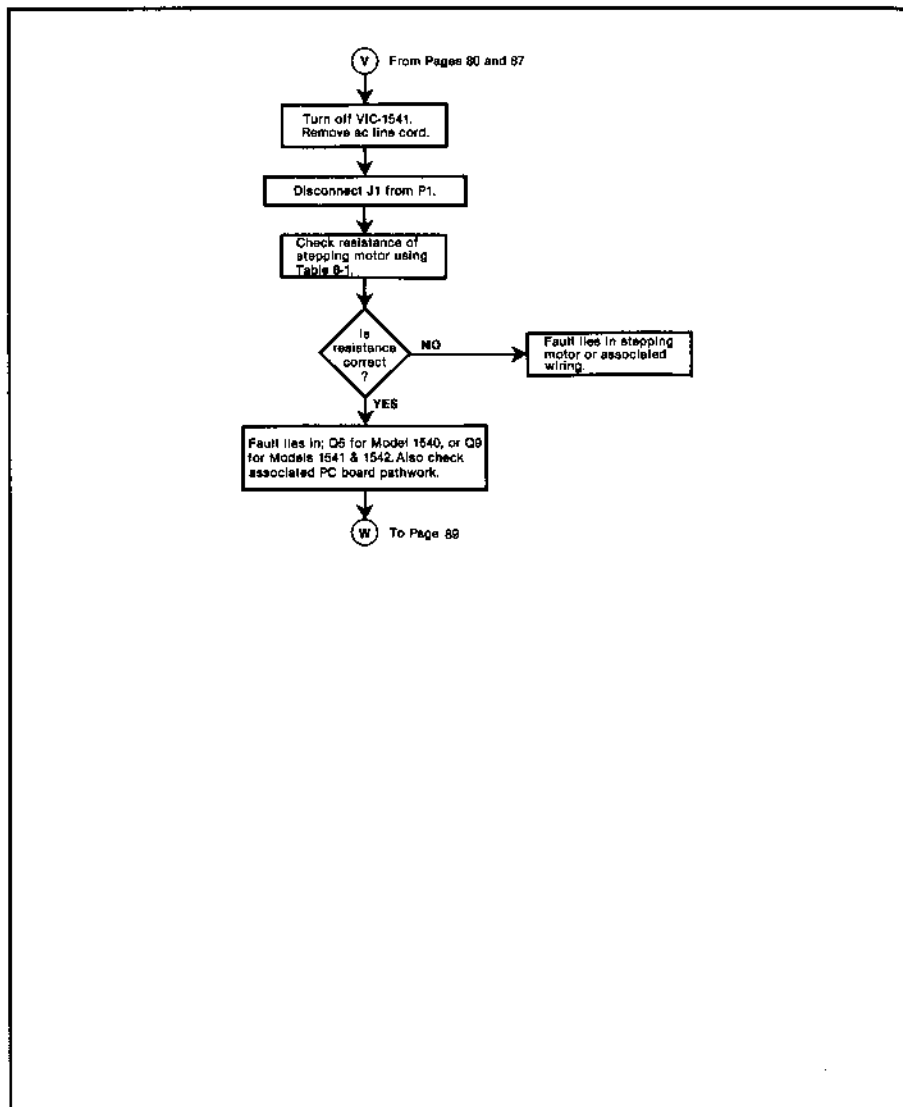 V From Pages 80 and 87
Turn off VIC-1541.
Remove ac line cord.
Disconnect J1 from P1.
Check resistance of
stepping motor using
Table 6-1.
Is
resistance
correct
?
NO
Fault lies in stepping
motor or associated
wiring.
YES
Fault lies in; Q5 for Model 1540, or Q9
for Models 1541 & 1542. Also check
associated PC board pathwork.
W To Page 89